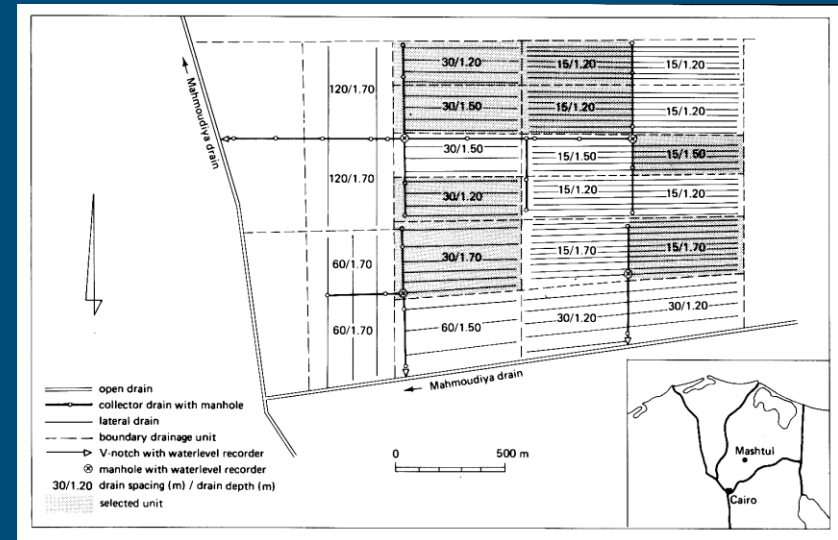 30/1.20
15/1.20
15/1.20
120/1.70
30/1.50
15/1.20
15/1.20
Mahmoudiya drain
30/1.50
15/1.50
15/1.50
120/1.70
30/1.20
15/1.20
15/1.20
60/1.70
30/1.70
15/1.70
15/1.70
60/1.70
60/1.50
30/1.20
30/1.20
Mahmoudiya drain
open drain
collector drain with manhole
lateral drain
boundary drainage unit
V-notch with waterlevel recorder
manhole with waterlevel recorder
30/1.20 drain spacing (m) / drain depth (m)
selected unit
0 500 m
Mashtul
Cairo